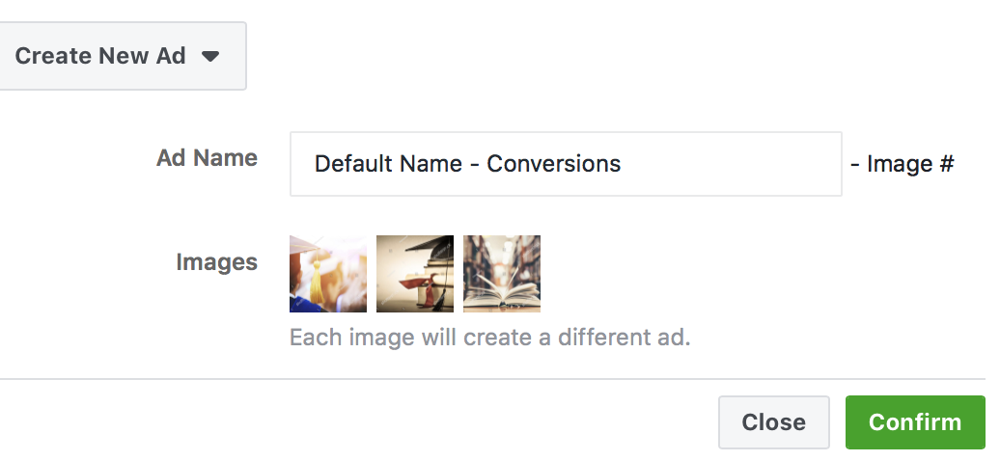 Create New Ad
Ad Name
Default Name - Conversions
- Image #
Images
Each image will create a different ad.
Close
Confirm